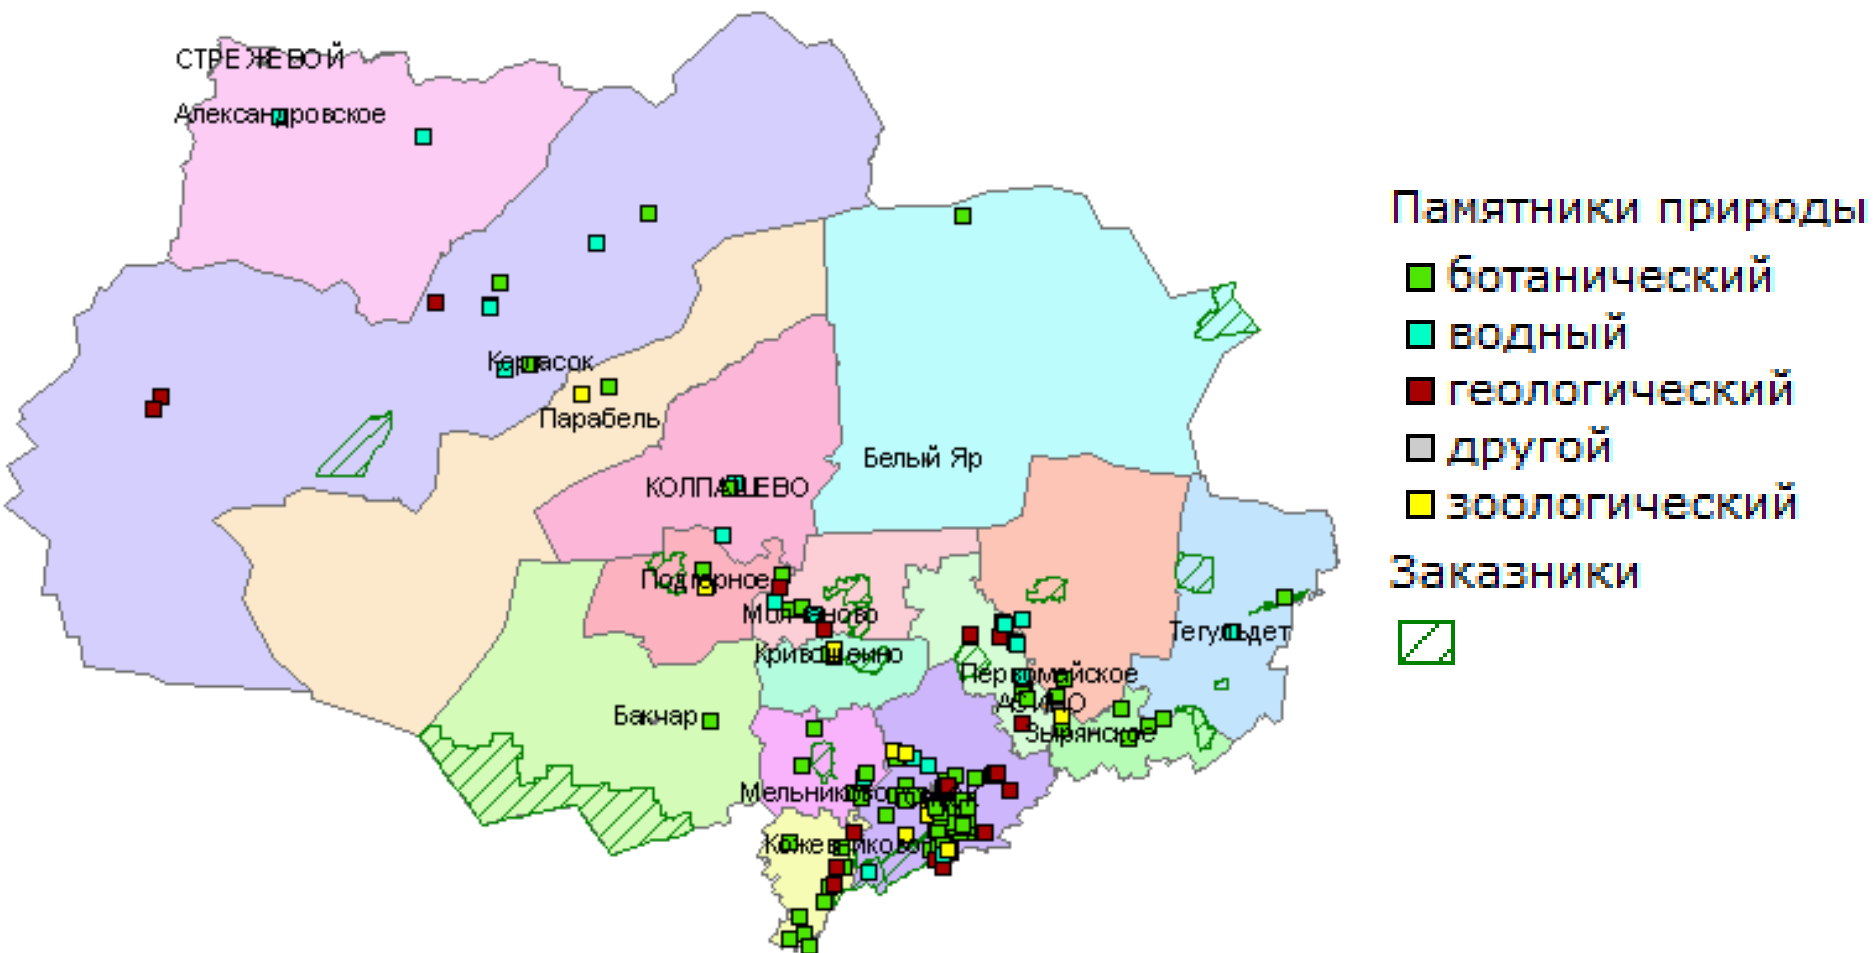 СТРЕЖЕВОЙ
Александровское
Каргасок
Парабель
Белый Яр
КОЛПАШЕВО
Подгорное
Молчаново
Тегульдет
Кривошеино
Первомайское
АСИНО
Бакчар
Зырянское
Мельниково
Кожевниково
Памятники природы
ботанический
водный
геологический
другой
зоологический
Заказники